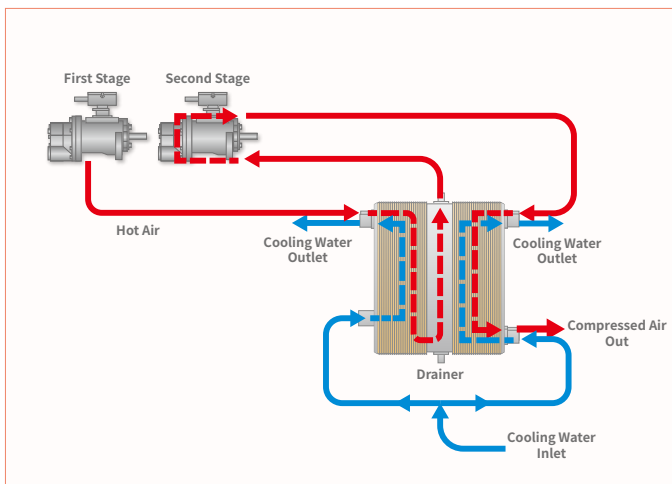 First Stage
Second Stage
Hot Air
Cooling Water
Outlet
Cooling Water
Outlet
Compressed Air
Out
Drainer
Cooling Water
Inlet